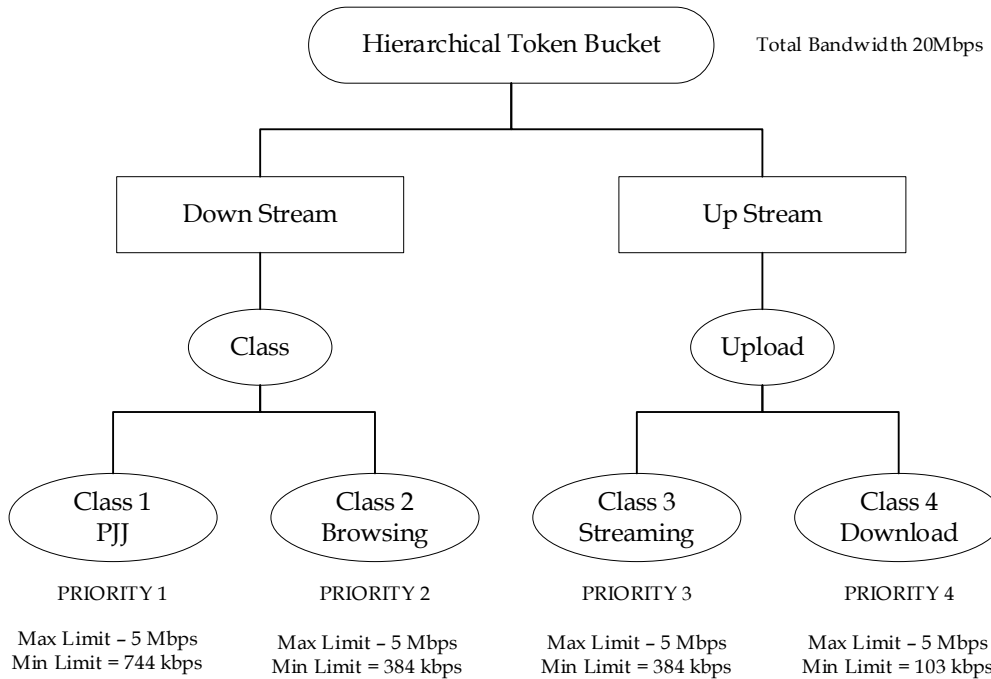 Hierarchical Token Bucket
Total Bandwidth 20Mbps
Down Stream
Up Stream
Class
Upload
Class 1
PJJ
Class 2
Browsing
Class 3
Streaming
Class 4
Download
PRIORITY 1
PRIORITY 2
PRIORITY 3
PRIORITY 4
Max Limit – 5 Mbps
Min Limit = 744 kbps
Max Limit – 5 Mbps
Min Limit = 384 kbps
Max Limit – 5 Mbps
Min Limit = 384 kbps
Max Limit – 5 Mbps
Min Limit = 103 kbps